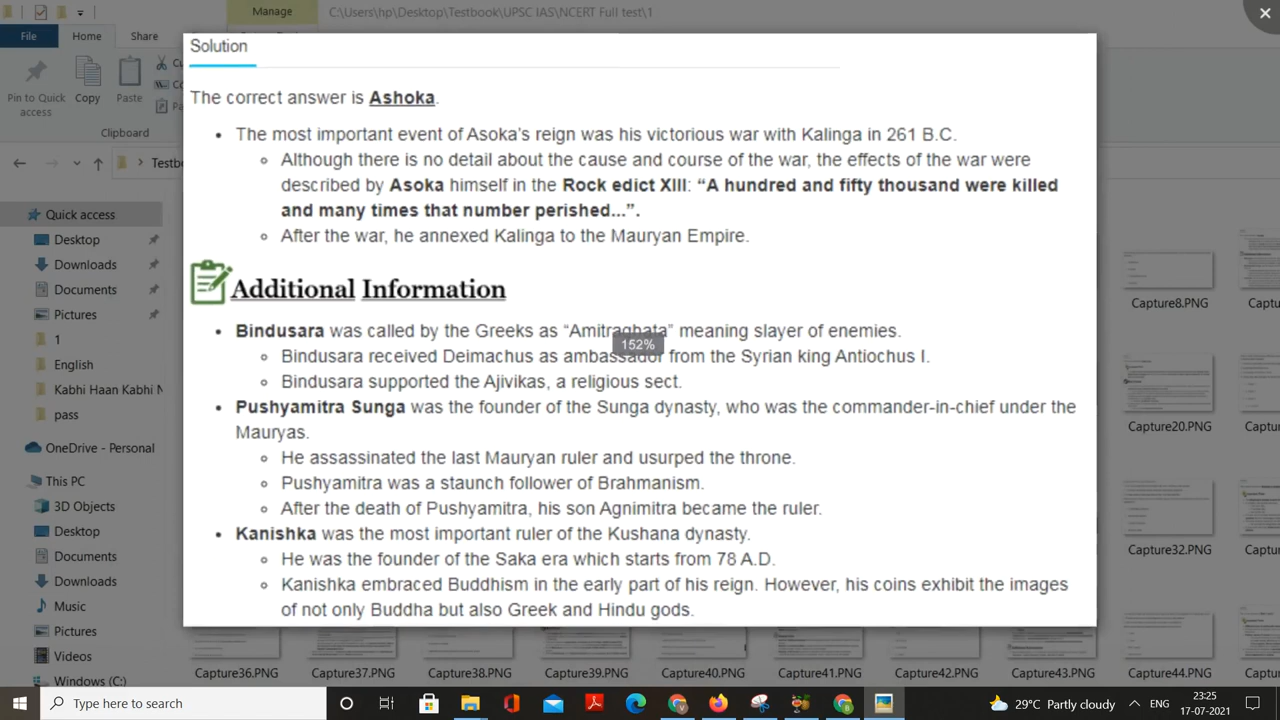 Manage
C:\Users\hp\Desktop\Testbook\UPSC IAS\NCERT Full test\1
File
Home
Share
Pin to Quick
access
Copy
Paste
Clipboard
Solution
The correct answer is Ashoka.
• The most important event of Asoka's reign was his victorious war with Kalinga in 261 B.C.
Although there is no detail about the cause and course of the war, the effects of the war were
described by Asoka himself in the Rock edict XIII: “A hundred and fifty thousand were killed
and many times that number perished...”.
After the war, he annexed Kalinga to the Mauryan Empire.
Additional Information
• Bindusara was called by the Greeks as “Amitraghata” meaning slayer of enemies.
152%
Bindusara received Deimachus as ambassador from the Syrian king Antiochus I.
Bindusara supported the Ajivikas, a religious sect.
• Pushyamitra Sunga was the founder of the Sunga dynasty, who was the commander-in-chief under the
Mauryas.
He assassinated the last Mauryan ruler and usurped the throne.
Pushyamitra was a staunch follower of Brahmanism.
After the death of Pushyamitra, his son Agnimitra became the ruler.
• Kanishka was the most important ruler of the Kushana dynasty.
He was the founder of the Saka era which starts from 78 A.D.
Kanishka embraced Buddhism in the early part of his reign. However, his coins exhibit the images
of not only Buddha but also Greek and Hindu gods.
Quick access
Desktop
Downloads
Documents
Pictures
1
English
Kabhi Haan Kabhi N
pass
OneDrive - Personal
This PC
3D Objects
Desktop
Documents
Downloads
Music
Pictures
Videos
Windows (C:)
Capture8.PNG
Capture20.PNG
Capture32.PNG
Capture36.PNG
Capture37.PNG
Capture38.PNG
Capture39.PNG
Capture40.PNG
Capture41.PNG
Capture42.PNG
Capture43.PNG
Capture44.PNG
Type here to search
29°C Partly cloudy
ENG
23:25
17-07-2021